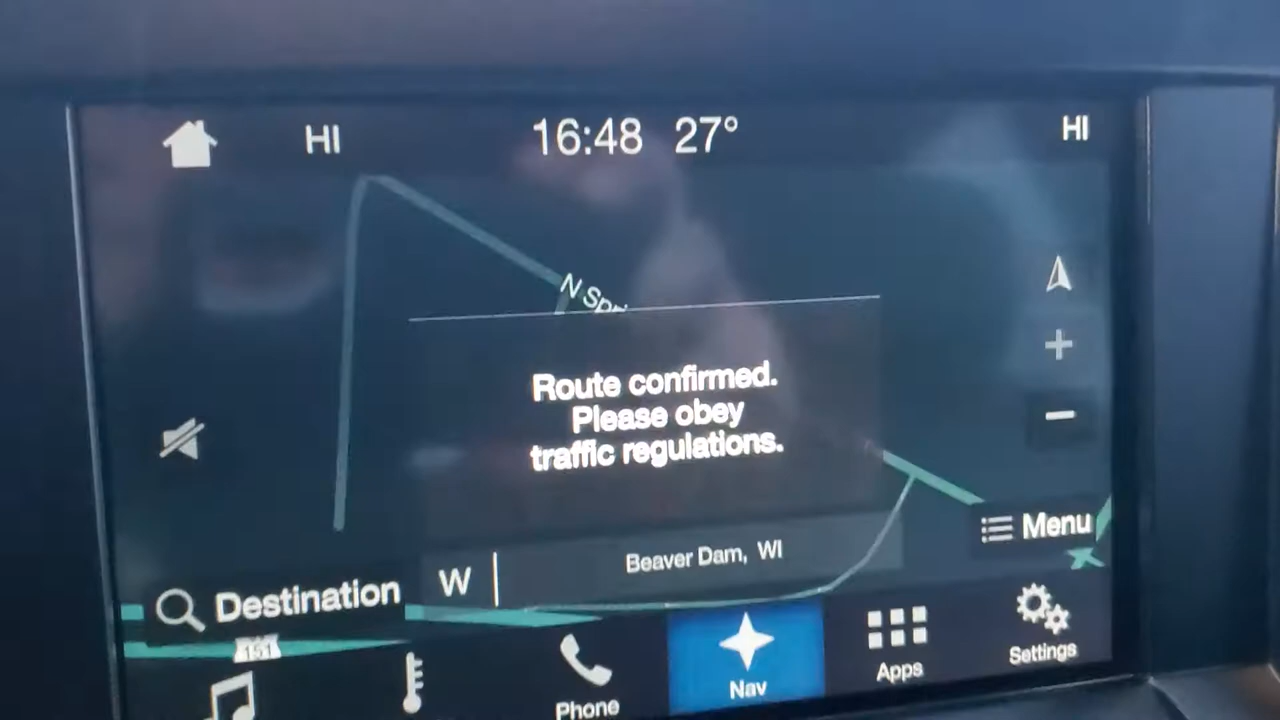 HI 16:48 27° HI
N Spri
Route confirmed.
Please obey
traffic regulations.
Menu
W Beaver Dam, WI
Destination
151
Phone
Nav
Apps
Settings